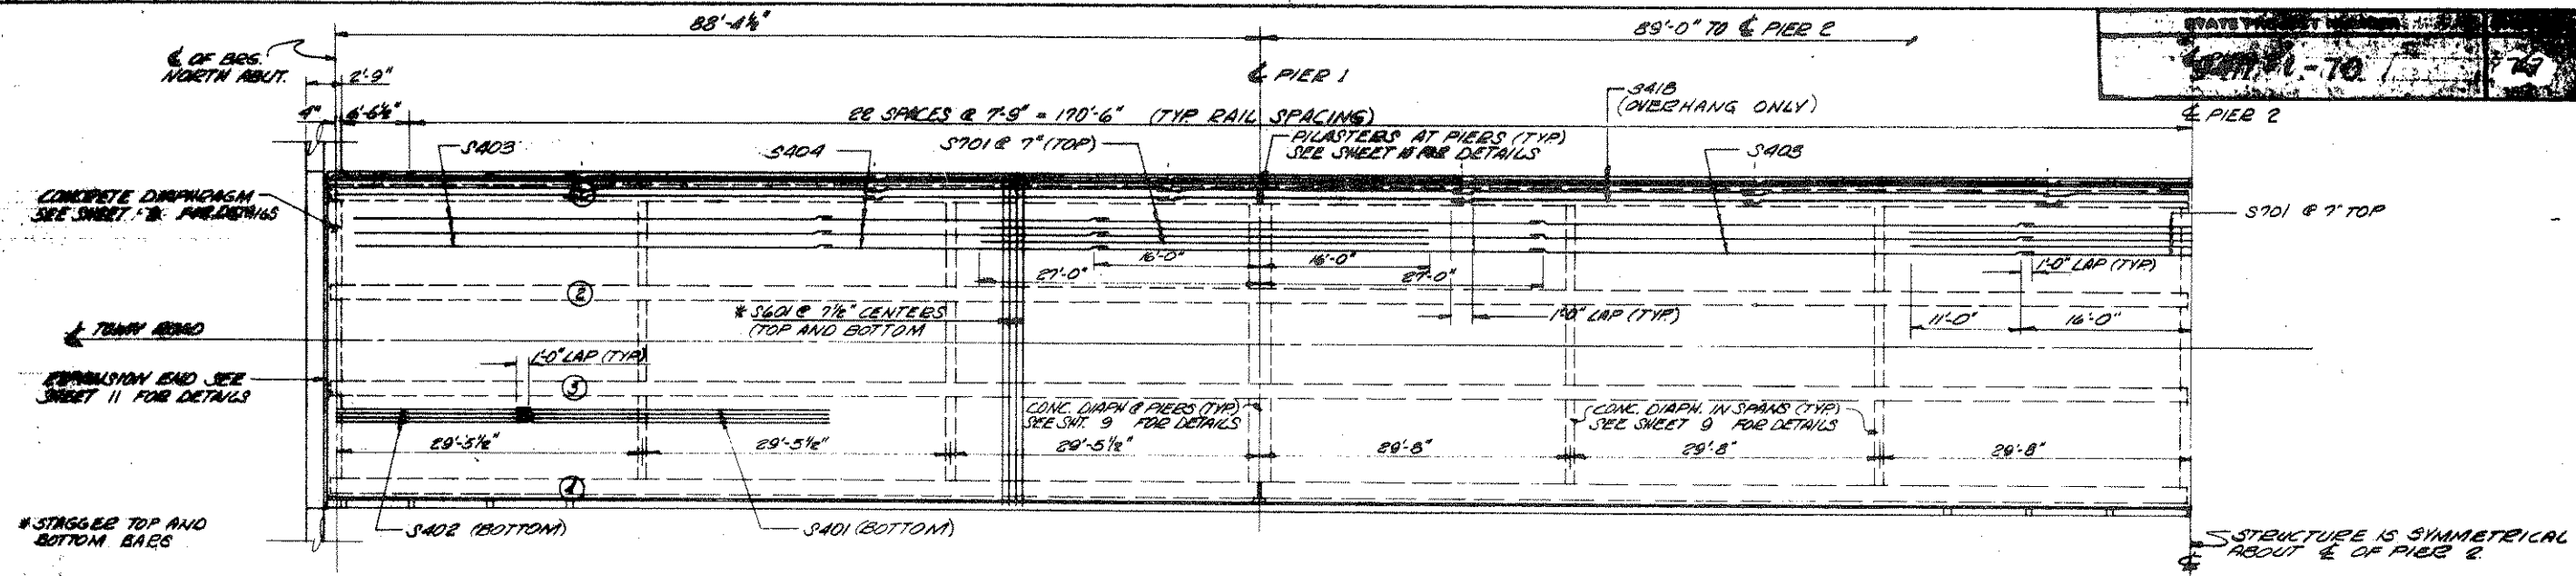 88'-4½"
89'-0" TO ℄ PIER 2
℄ OF BRG.
NORTH ABUT.
2'-9"
℄ PIER 1
-70
S418
(OVERHANG ONLY)
4"
6'-6½"
22 SPACES @ 7'-9" = 170'-6" (TYP. RAIL SPACING)
℄ PIER 2
S403
S404
S701 @ 7" (TOP)
PILASTERS AT PIERS (TYP.)
SEE SHEET FOR DETAILS
S403
CONCRETE DIAPHRAGM
SEE SHEET FOR DETAILS
S701 @ 7" TOP
16'-0"
16'-0"
27'-0"
27'-0"
1'-0" LAP (TYP.)
②
* S601 @ 7½" CENTERS
(TOP AND BOTTOM
1'-0" LAP (TYP.)
11'-0"
16'-0"
℄ ROAD
1'-0" LAP (TYP.)
EXPANSION END SEE
SHEET 11 FOR DETAILS
③
CONC. DIAPH @ PIERS (TYP.)
SEE SHT. 9 FOR DETAILS
CONC. DIAPH. IN SPANS (TYP.)
SEE SHEET 9 FOR DETAILS
29'-5½"
29'-5½"
29'-5½"
29'-8"
29'-8"
29'-8"
④
* STAGGER TOP AND
BOTTOM BARS
S402 (BOTTOM)
S401 (BOTTOM)
STRUCTURE IS SYMMETRICAL
ABOUT ℄ OF PIER 2.
℄